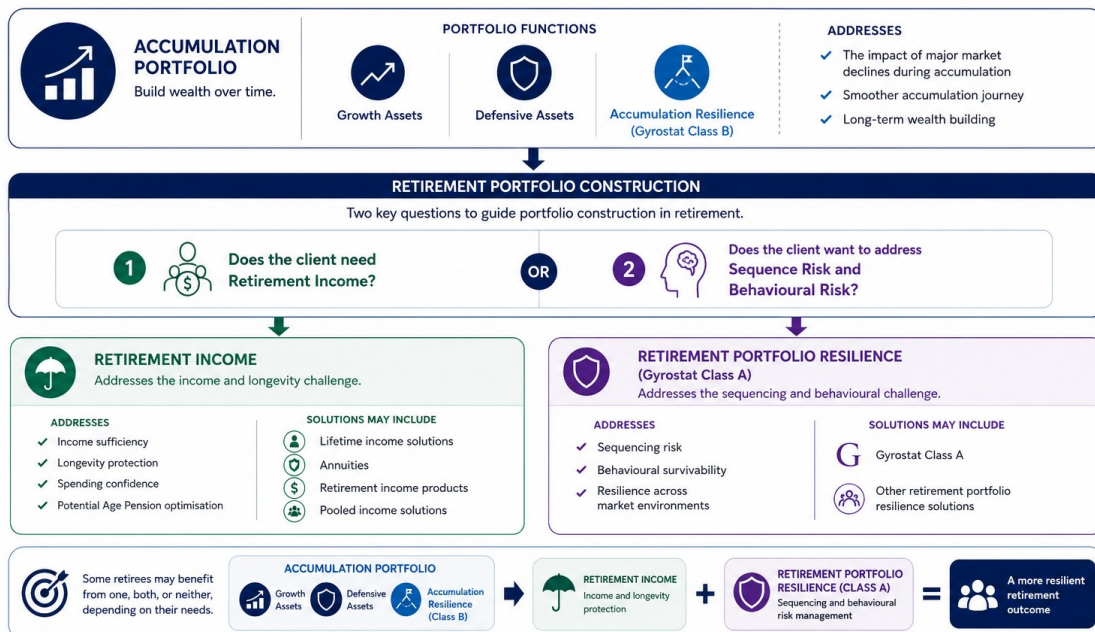 ACCUMULATION
PORTFOLIO
Build wealth over time.
PORTFOLIO FUNCTIONS
Growth Assets
Defensive Assets
Accumulation Resilience
(Gyrostat Class B)
ADDRESSES
The impact of major market
declines during accumulation
Smoother accumulation journey
Long-term wealth building
RETIREMENT PORTFOLIO CONSTRUCTION
Two key questions to guide portfolio construction in retirement.
1
$
Does the client need
Retirement Income?
OR
2
Does the client want to address
Sequence Risk and
Behavioural Risk?
RETIREMENT INCOME
Addresses the income and longevity challenge.
ADDRESSES
Income sufficiency
Longevity protection
Spending confidence
Potential Age Pension optimisation
SOLUTIONS MAY INCLUDE
Lifetime income solutions
Annuities
$
Retirement income products
Pooled income solutions
RETIREMENT PORTFOLIO RESILIENCE
(Gyrostat Class A)
Addresses the sequencing and behavioural challenge.
ADDRESSES
Sequencing risk
Behavioural survivability
Resilience across
market environments
SOLUTIONS MAY INCLUDE
G
Gyrostat Class A
Other retirement portfolio
resilience solutions
Some retirees may benefit
from one, both, or neither,
depending on their needs.
ACCUMULATION PORTFOLIO
Growth
Assets
Defensive
Assets
Accumulation
Resilience
(Class B)
RETIREMENT INCOME
Income and longevity
protection
+
RETIREMENT PORTFOLIO
RESILIENCE (CLASS A)
Sequencing and behavioural
risk management
=
A more resilient
retirement
outcome